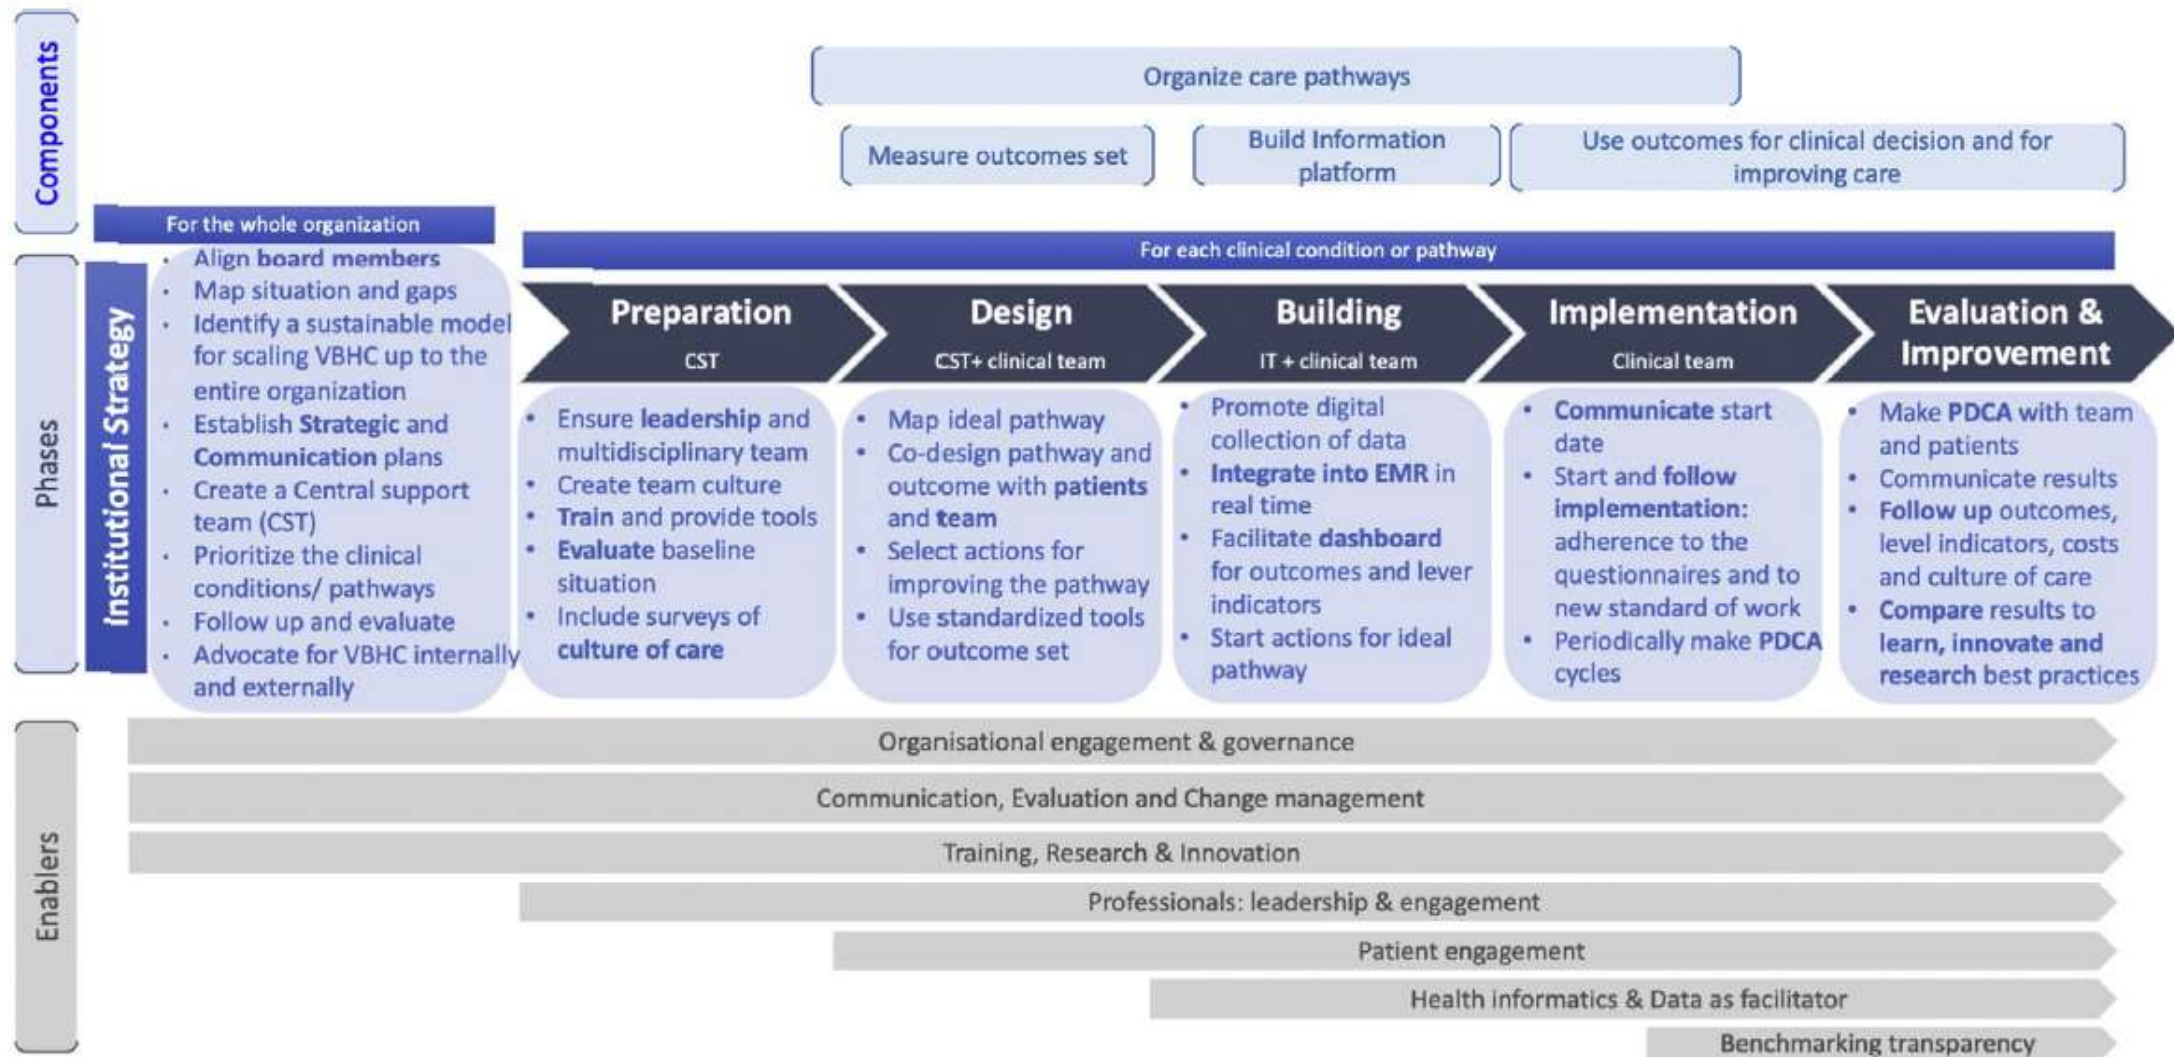 Components
Organize care pathways
Measure outcomes set
Build Information
platform
Use outcomes for clinical decision and for
improving care
For the whole organization
For each clinical condition or pathway
Phases
Institutional Strategy
• Align board members
• Map situation and gaps
• Identify a sustainable model
for scaling VBHC up to the
entire organization
• Establish Strategic and
Communication plans
• Create a Central support
team (CST)
• Prioritize the clinical
conditions/ pathways
• Follow up and evaluate
• Advocate for VBHC internally
and externally
Preparation
CST
• Ensure leadership and
multidisciplinary team
• Create team culture
• Train and provide tools
• Evaluate baseline
situation
• Include surveys of
culture of care
Design
CST+ clinical team
• Map ideal pathway
• Co-design pathway and
outcome with patients
and team
• Select actions for
improving the pathway
• Use standardized tools
for outcome set
Building
IT + clinical team
• Promote digital
collection of data
• Integrate into EMR in
real time
• Facilitate dashboard
for outcomes and lever
indicators
• Start actions for ideal
pathway
Implementation
Clinical team
• Communicate start
date
• Start and follow
implementation:
adherence to the
questionnaires and to
new standard of work
• Periodically make PDCA
cycles
Evaluation &
Improvement
• Make PDCA with team
and patients
• Communicate results
• Follow up outcomes,
level indicators, costs
and culture of care
• Compare results to
learn, innovate and
research best practices
Enablers
Organisational engagement & governance
Communication, Evaluation and Change management
Training, Research & Innovation
Professionals: leadership & engagement
Patient engagement
Health informatics & Data as facilitator
Benchmarking transparency